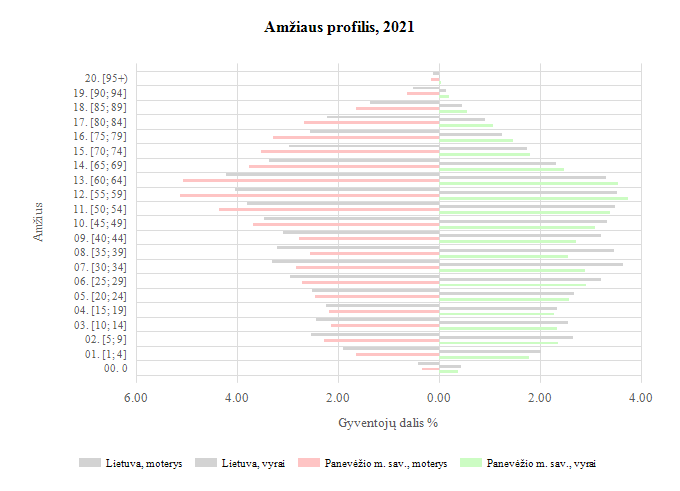 Amžiaus profilis, 2021
Amžius
20. [95+)
19. [90; 94]
18. [85; 89]
17. [80; 84]
16. [75; 79]
15. [70; 74]
14. [65; 69]
13. [60; 64]
12. [55; 59]
11. [50; 54]
10. [45; 49]
09. [40; 44]
08. [35; 39]
07. [30; 34]
06. [25; 29]
05. [20; 24]
04. [15; 19]
03. [10; 14]
02. [5; 9]
01. [1; 4]
00. 0
6.00 4.00 2.00 0.00 2.00 4.00
Gyventojų dalis %
Lietuva, moterys Lietuva, vyrai Panevėžio m. sav., moterys Panevėžio m. sav., vyrai